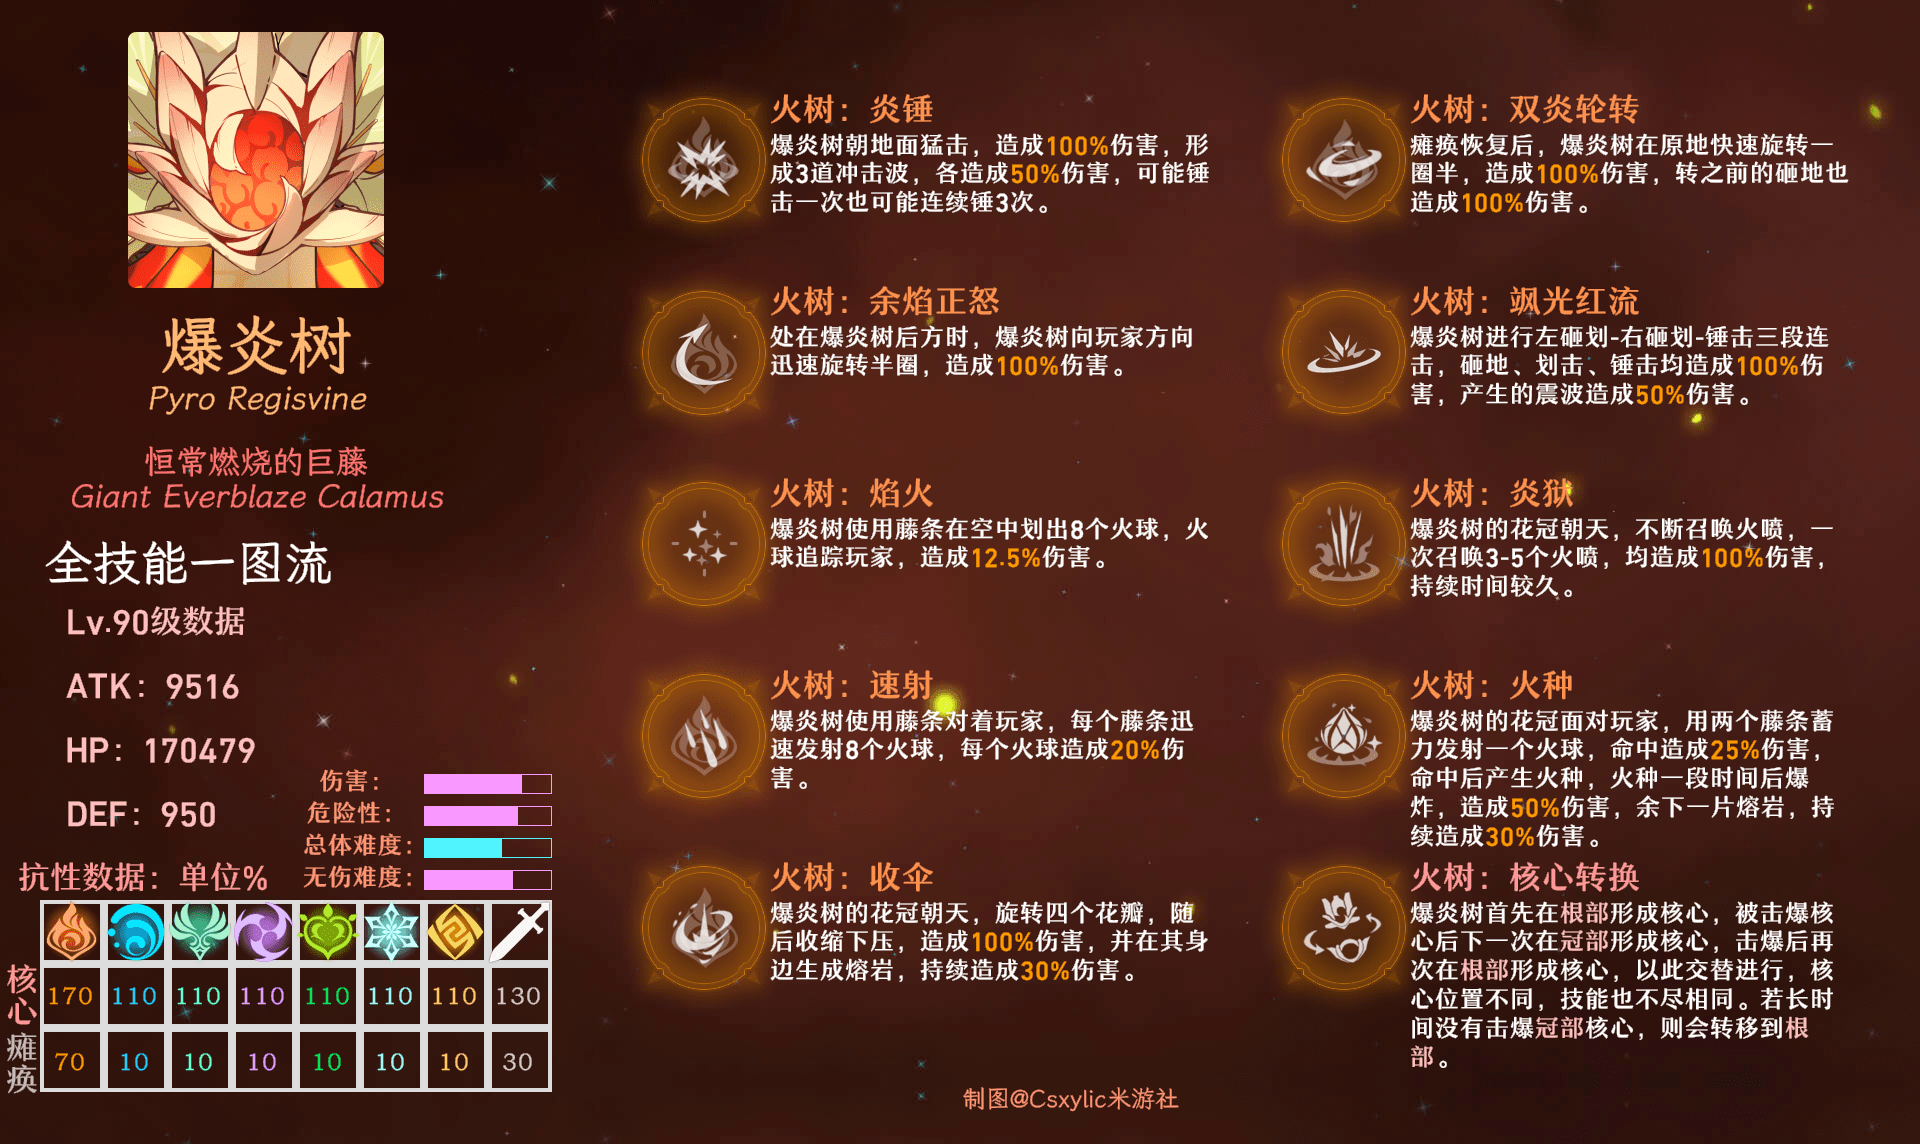 爆炎树
Pyro Regisvine
恒常燃烧的巨藤
Giant Everblaze Calamus
全技能一图流
Lv.90级数据
ATK：9516
HP：170479
DEF：950
伤害：
危险性：
总体难度：
无伤难度：
抗性数据：单位%
核心
170 110 110 110 110 110 110 130
瘫痪
70 10 10 10 10 10 10 30
火树：炎锤
爆炎树朝地面猛击，造成100%伤害，形
成3道冲击波，各造成50%伤害，可能锤
击一次也可能连续锤3次。
火树：余焰正怒
处在爆炎树后方时，爆炎树向玩家方向
迅速旋转半圈，造成100%伤害。
火树：焰火
爆炎树使用藤条在空中划出8个火球，火
球追踪玩家，造成12.5%伤害。
火树：速射
爆炎树使用藤条对着玩家，每个藤条迅
速发射8个火球，每个火球造成20%伤
害。
火树：收伞
爆炎树的花冠朝天，旋转四个花瓣，随
后收缩下压，造成100%伤害，并在其身
边生成熔岩，持续造成30%伤害。
火树：双炎轮转
瘫痪恢复后，爆炎树在原地快速旋转一
圈半，造成100%伤害，转之前的砸地也
造成100%伤害。
火树：飒光红流
爆炎树进行左砸划-右砸划-锤击三段连
击，砸地、划击、锤击均造成100%伤
害，产生的震波造成50%伤害。
火树：炎狱
爆炎树的花冠朝天，不断召唤火喷，一
次召唤3-5个火喷，均造成100%伤害，
持续时间较久。
火树：火种
爆炎树的花冠面对玩家，用两个藤条蓄
力发射一个火球，命中造成25%伤害，
命中后产生火种，火种一段时间后爆
炸，造成50%伤害，余下一片熔岩，持
续造成30%伤害。
火树：核心转换
爆炎树首先在根部形成核心，被击爆核
心后下一次在冠部形成核心，击爆后再
次在根部形成核心，以此交替进行，核
心位置不同，技能也不尽相同。若长时
间没有击爆冠部核心，则会转移到根
部。
制图@Csxylic米游社